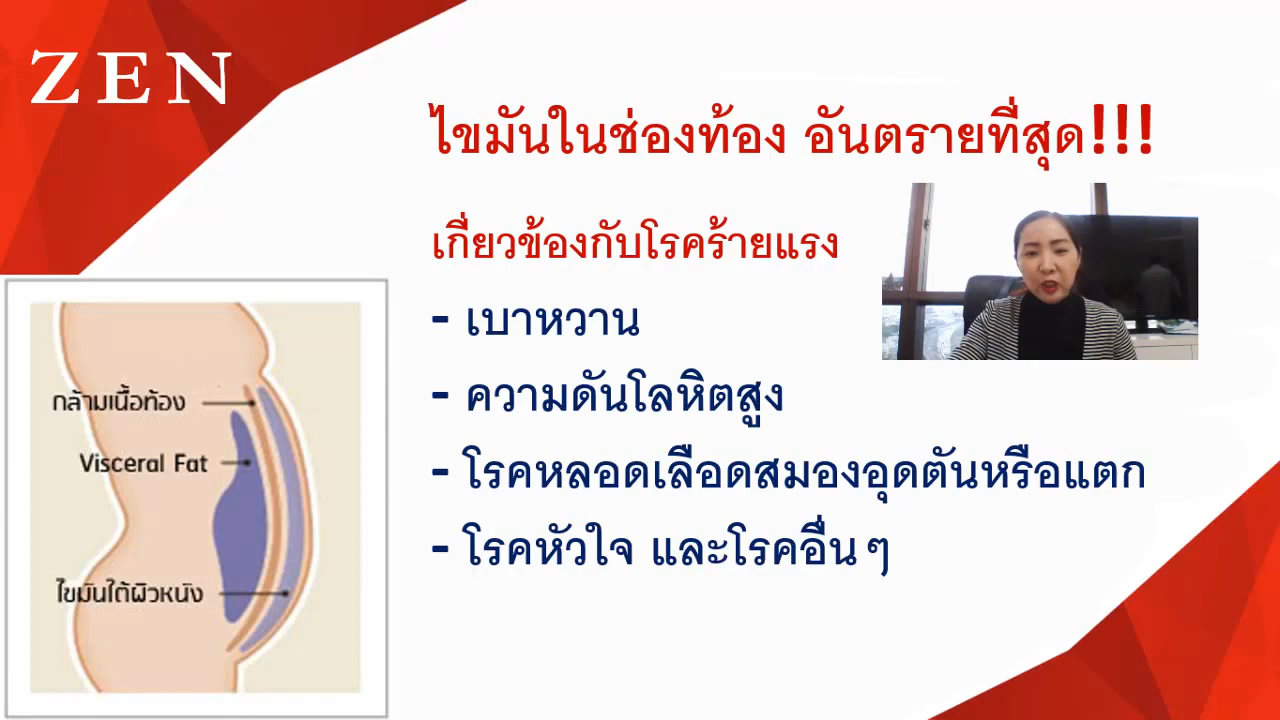 ZEN
ไขมันในช่องท้อง อันตรายที่สุด!!!
เกี่ยวข้องกับโรคร้ายแรง
- เบาหวาน
- ความดันโลหิตสูง
- โรคหลอดเลือดสมองอุดตันหรือแตก
- โรคหัวใจ และโรคอื่นๆ
กล้ามเนื้อท้อง
Visceral Fat
ไขมันใต้ผิวหนัง